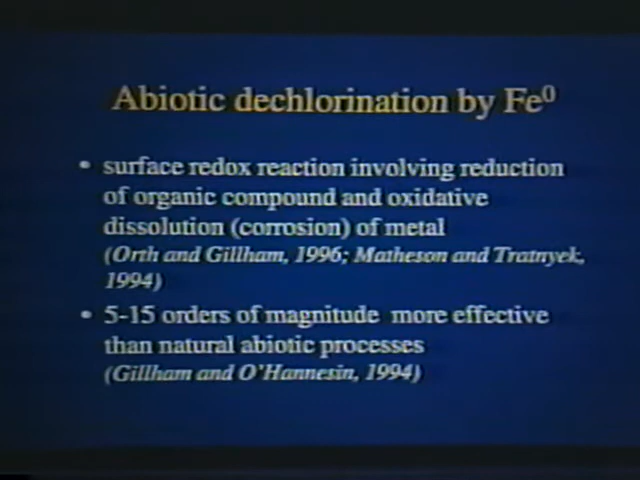 Abiotic dechlorination by Fe⁰
• surface redox reaction involving reduction
of organic compound and oxidative
dissolution (corrosion) of metal
(Orth and Gillham, 1996; Matheson and Tratnyek,
1994)
• 5-15 orders of magnitude more effective
than natural abiotic processes
(Gillham and O'Hannesin, 1994)